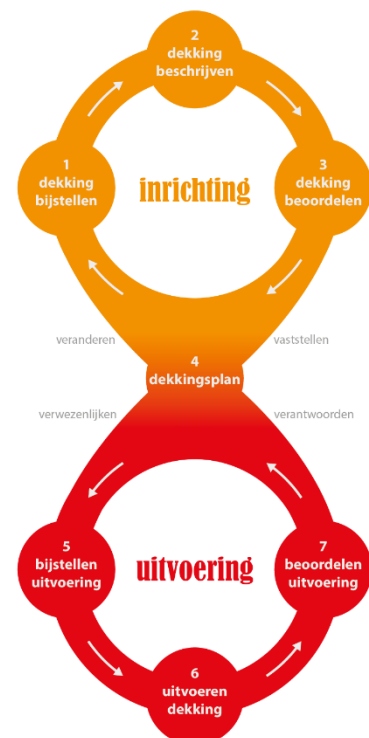 2
dekking
beschrijven
1
dekking
bijstellen
inrichting
3
dekking
beoordelen
veranderen
vaststellen
4
dekkingsplan
verwezenlijken
verantwoorden
5
bijstellen
uitvoering
uitvoering
7
beoordelen
uitvoering
6
uitvoeren
dekking